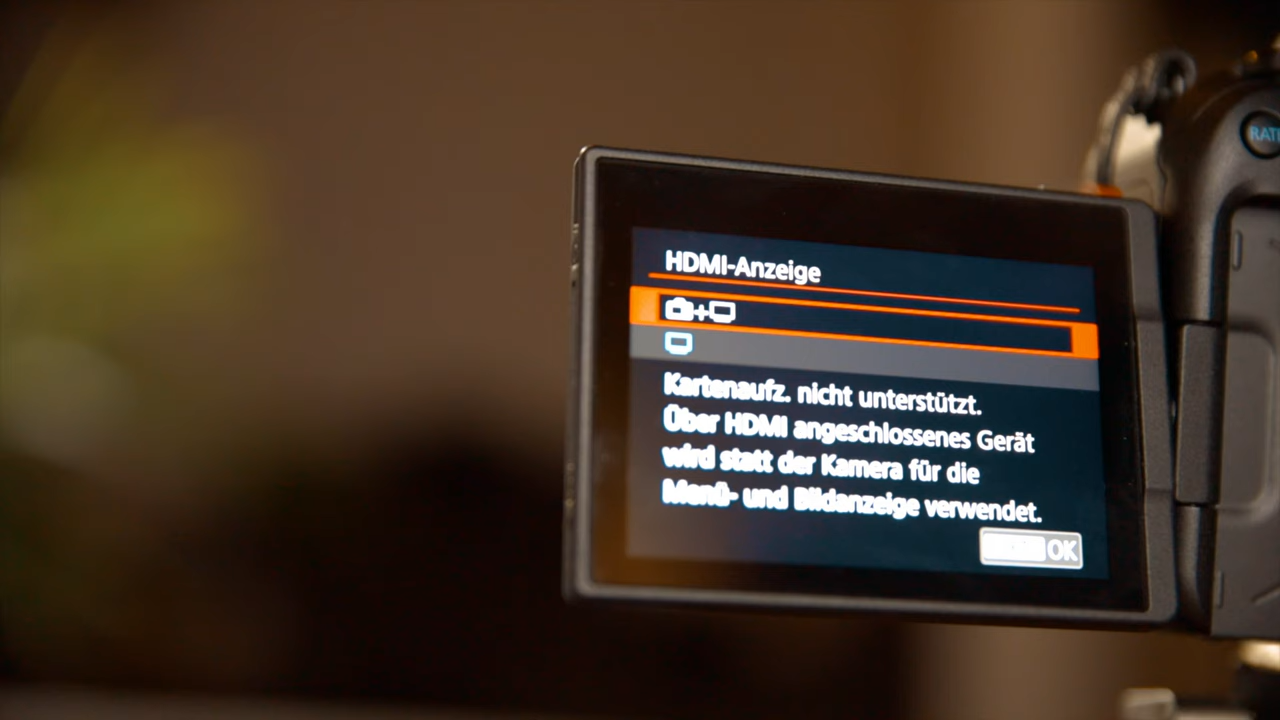 RATE
HDMI-Anzeige
+
Kartenaufz. nicht unterstützt.
Über HDMI angeschlossenes Gerät
wird statt der Kamera für die
Menü- und Bildanzeige verwendet.
OK